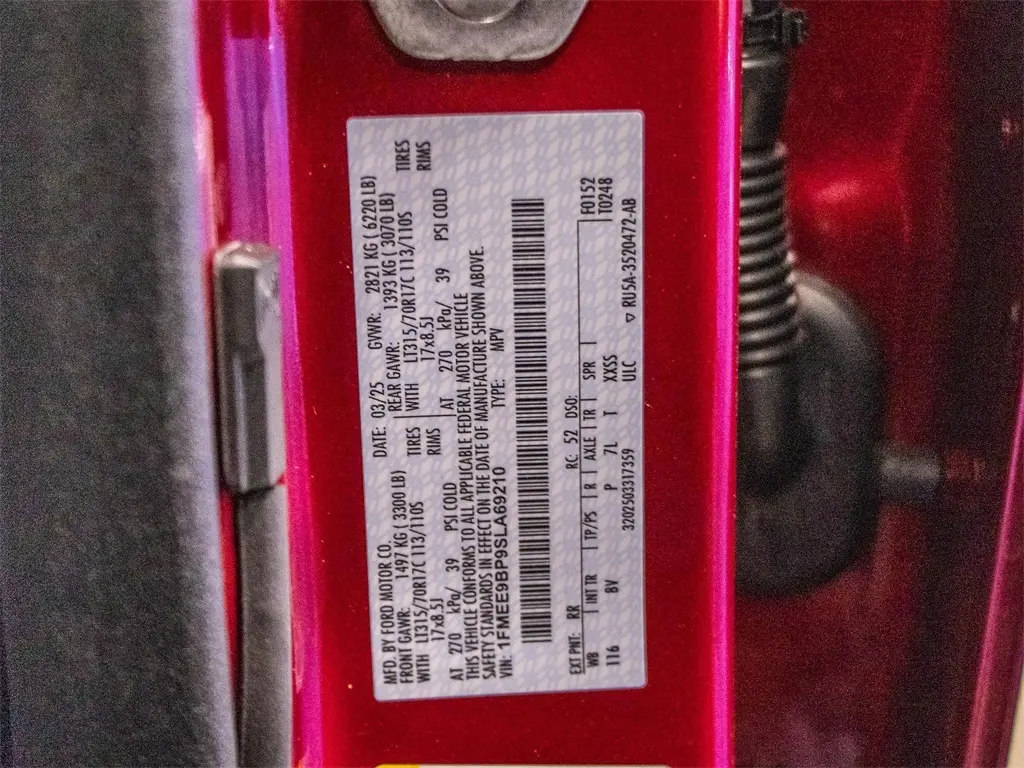 MFD. BY FORD MOTOR CO. DATE: 03/25 GVWR: 2821 KG ( 6220 LB)
FRONT GAWR: 1497 KG ( 3300 LB) REAR GAWR: 1393 KG ( 3070 LB)
WITH LT315/70R17C 113/110S TIRES WITH LT315/70R17C 113/110S TIRES
17x8.5J RIMS 17x8.5J RIMS
AT 270 kPa/ 39 PSI COLD AT 270 kPa/ 39 PSI COLD
THIS VEHICLE CONFORMS TO ALL APPLICABLE FEDERAL MOTOR VEHICLE
SAFETY STANDARDS IN EFFECT ON THE DATE OF MANUFACTURE SHOWN ABOVE.
VIN: 1FMEE9BP9SLA69210 TYPE: MPV
EXT PNT: RR RC: 52 DSO: F0152
WB INT TR TP/PS R AXLE TR SPR T0248
116 BV P 7L T XXSS
3202503317359 ULC ▽ RU5A-3520472-AB